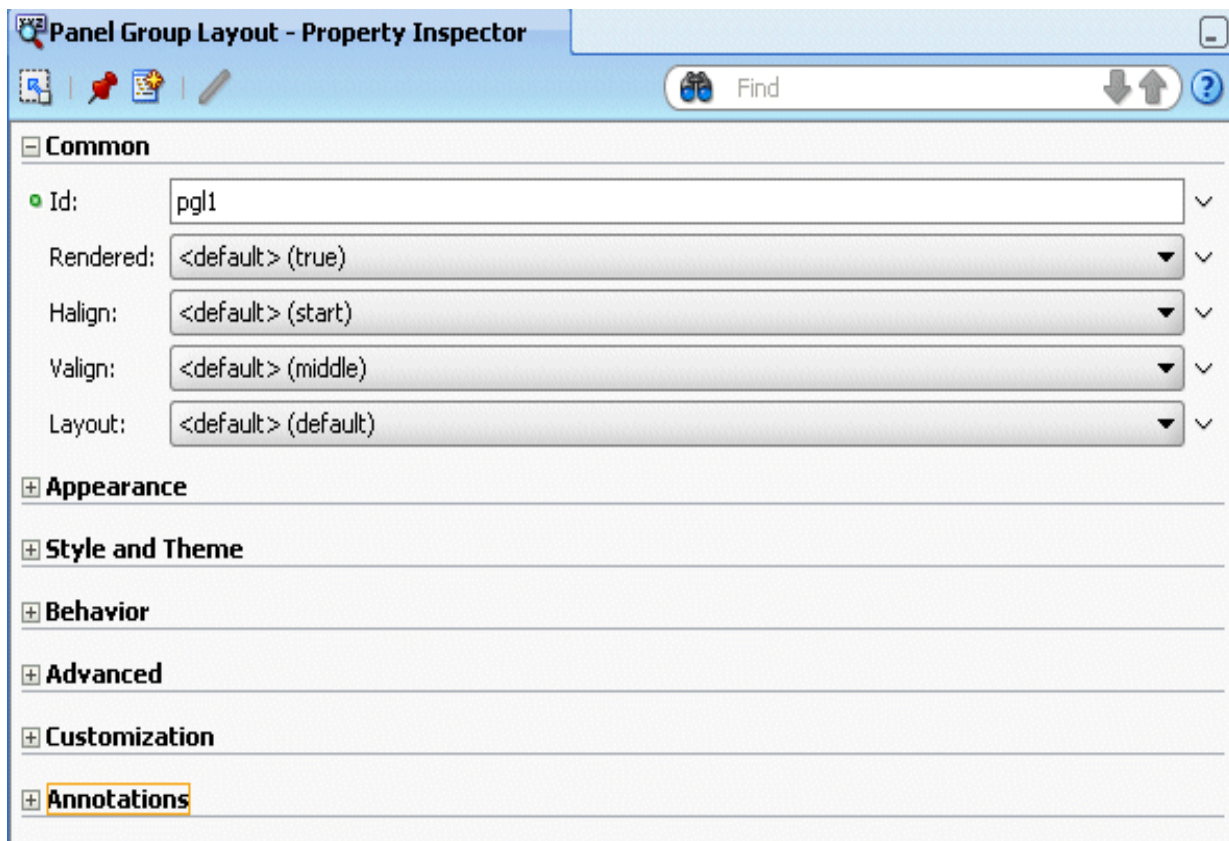 Panel Group Layout - Property Inspector
Find
Common
Id: pgl1
Rendered: <default> (true)
Halign: <default> (start)
Valign: <default> (middle)
Layout: <default> (default)
Appearance
Style and Theme
Behavior
Advanced
Customization
Annotations